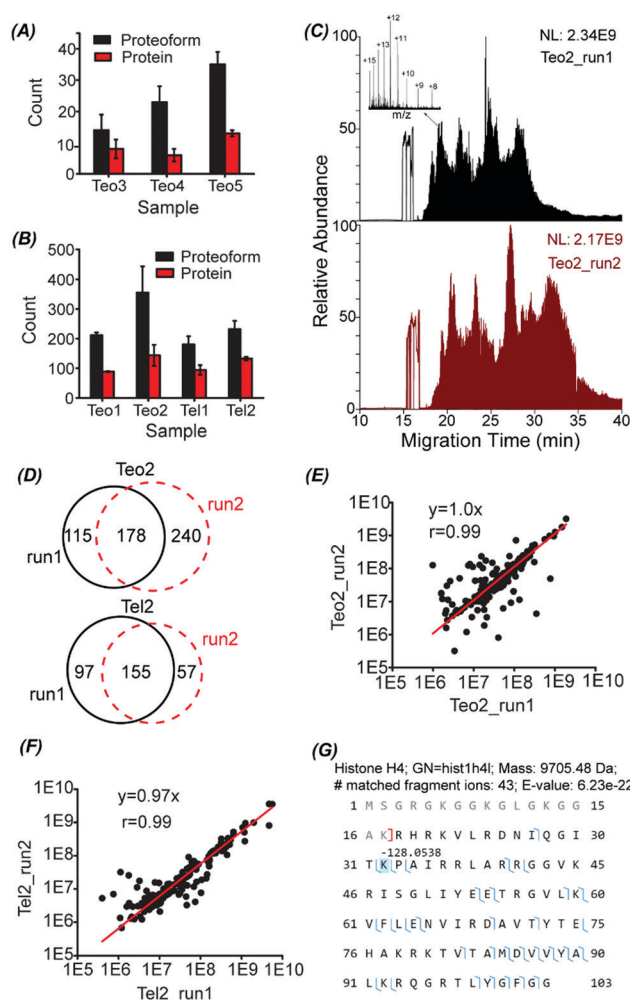 (A)
Proteoform
Protein
Count
40
30
20
10
0
Teo3 Teo4 Teo5
Sample
(B)
Proteoform
Protein
Count
500
400
300
200
100
0
Teo1 Teo2 Tel1 Tel2
Sample
(C)
NL: 2.34E9
Teo2_run1
+12
+13
+11
+15
+10
+9
+8
m/z
100
50
NL: 2.17E9
Teo2_run2
100
50
0
10 15 20 25 30 35 40
Relative Abundance
Migration Time (min)
(D)
Teo2
run2
115 178 240
run1
Tel2
run2
97 155 57
run1
(E)
y=1.0x
r=0.99
Teo2_run2
1E10
1E9
1E8
1E7
1E6
1E5
1E5 1E6 1E7 1E8 1E9 1E10
Teo2_run1
(F)
y=0.97x
r=0.99
Tel2_run2
1E10
1E9
1E8
1E7
1E6
1E5
1E5 1E6 1E7 1E8 1E9 1E10
Tel2_run1
(G)
Histone H4; GN=hist1h4l; Mass: 9705.48 Da;
# matched fragment ions: 43; E-value: 6.23e-22
1 M S G R G K G G K G L G K G G 15
16 A K R H R K V L R D N I Q G I 30
-128.0538
31 T K P A I R R L A R R G G V K 45
46 R I S G L I Y E E T R G V L K 60
61 V F L E N V I R D A V T Y T E 75
76 H A K R K T V T A M D V V Y A 90
91 L K R Q G R T L Y G F G G 103